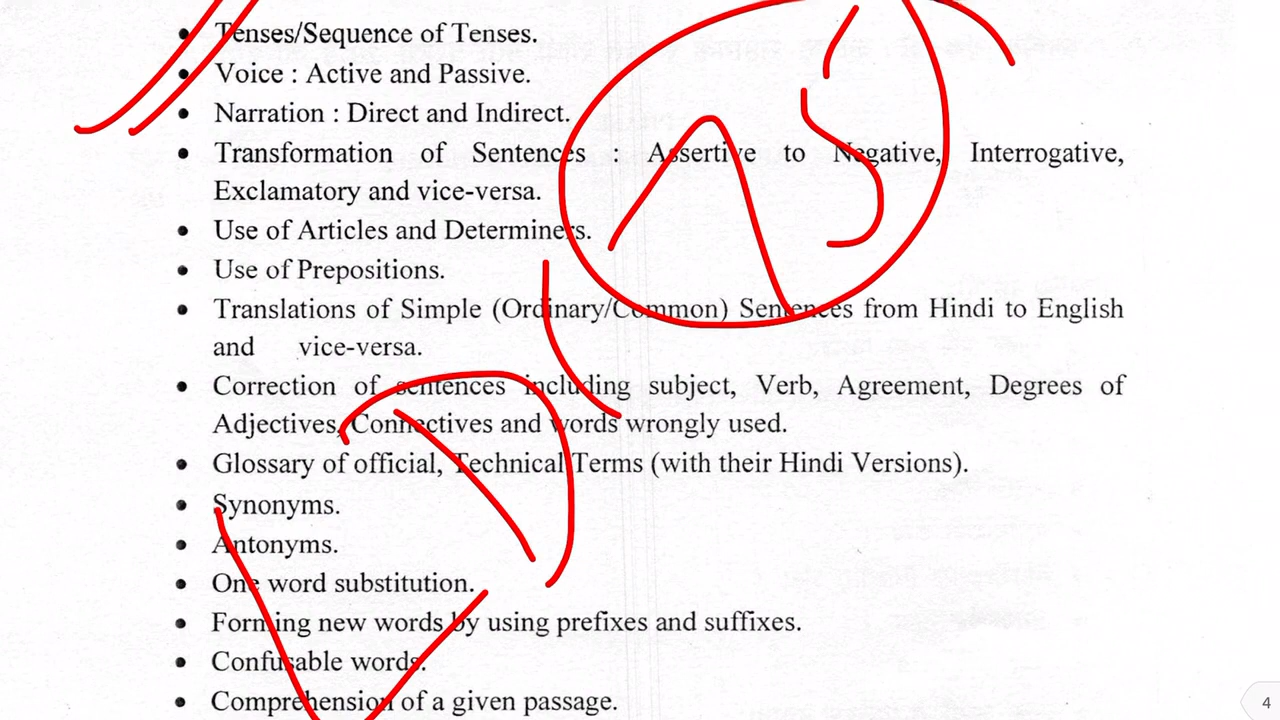 • Tenses/Sequence of Tenses.
• Voice : Active and Passive.
• Narration : Direct and Indirect.
• Transformation of Sentences : Assertive to Negative, Interrogative,
Exclamatory and vice-versa.
• Use of Articles and Determiners.
• Use of Prepositions.
• Translations of Simple (Ordinary/Common) Sentences from Hindi to English
and vice-versa.
• Correction of sentences including subject, Verb, Agreement, Degrees of
Adjectives, Connectives and words wrongly used.
• Glossary of official, Technical Terms (with their Hindi Versions).
• Synonyms.
• Antonyms.
• One word substitution.
• Forming new words by using prefixes and suffixes.
• Confusable words.
• Comprehension of a given passage.
4